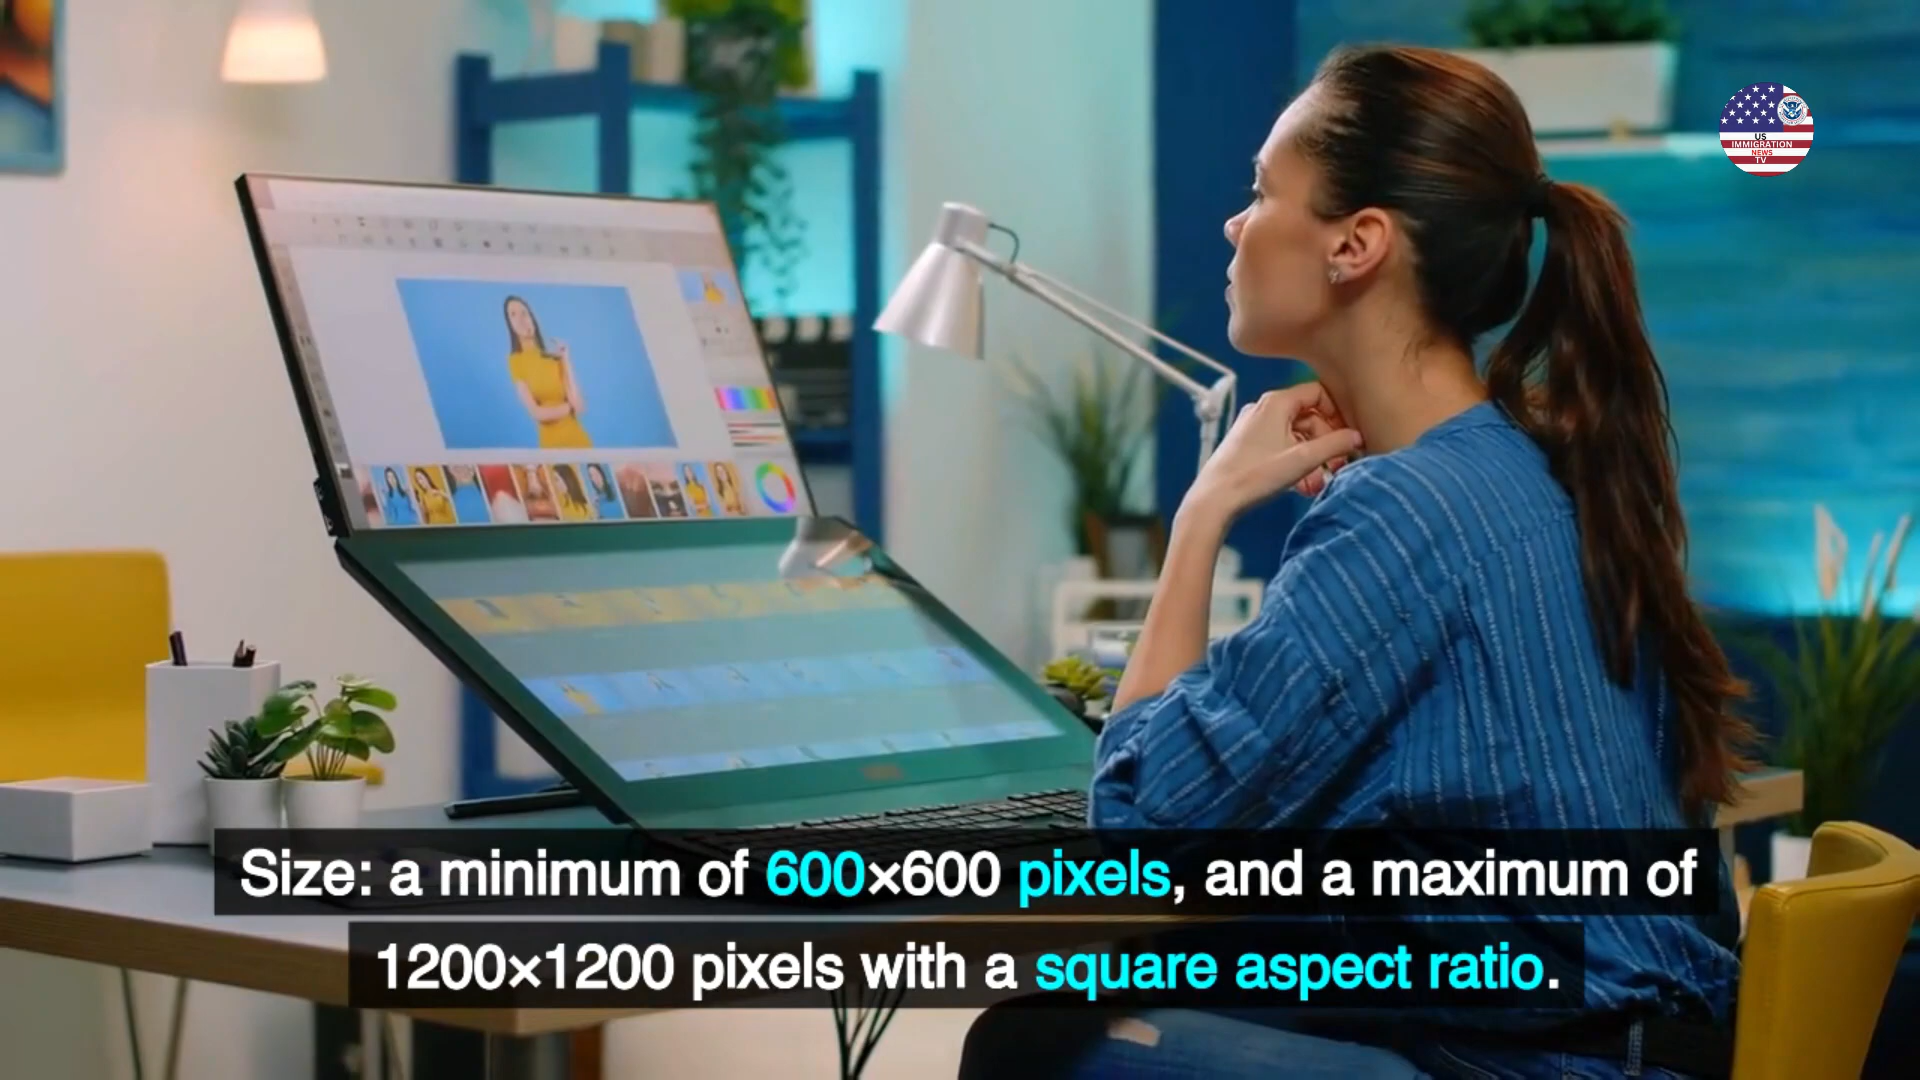 US
IMMIGRATION
NEWS
TV
Size: a minimum of 600×600 pixels, and a maximum of
1200×1200 pixels with a square aspect ratio.